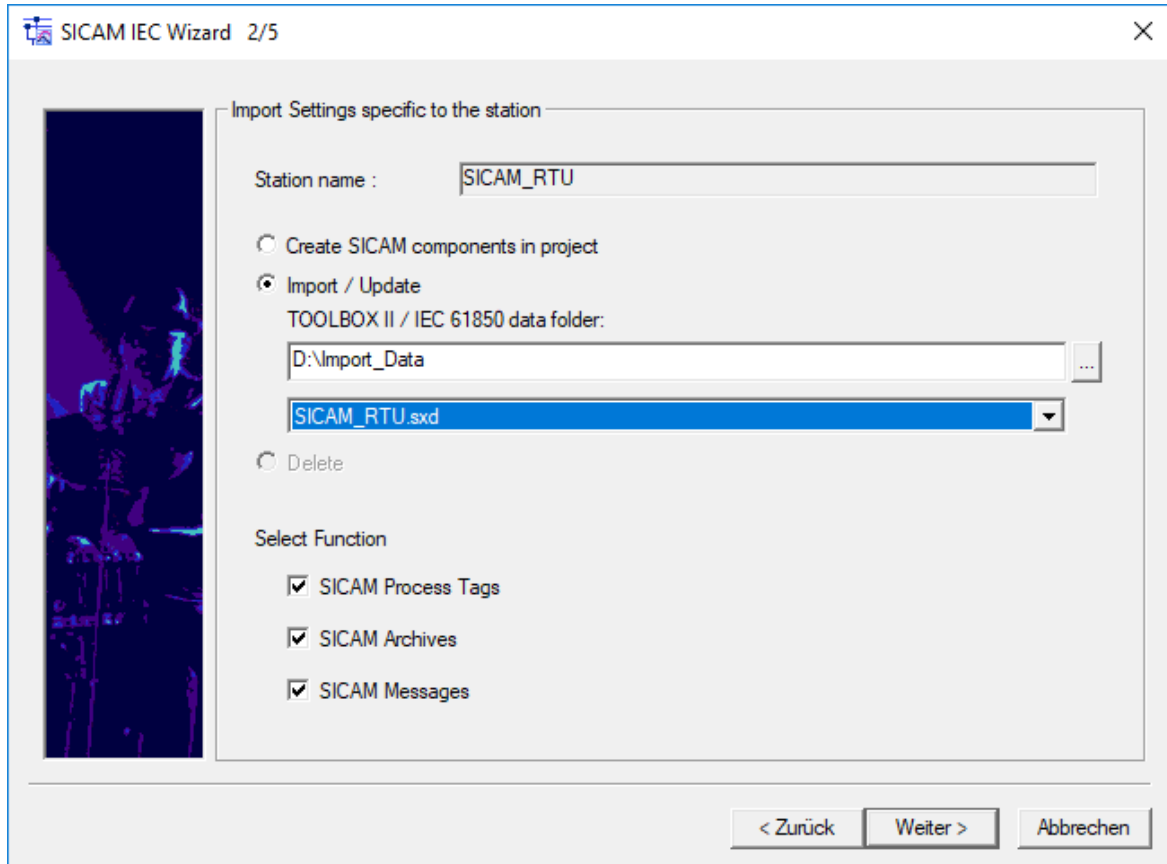 SICAM IEC Wizard 2/5
Import Settings specific to the station
Station name : SICAM_RTU
Create SICAM components in project
Import / Update
TOOLBOX II / IEC 61850 data folder:
D:\Import_Data
...
SICAM_RTU.sxd
Delete
Select Function
SICAM Process Tags
SICAM Archives
SICAM Messages
< Zurück Weiter > Abbrechen